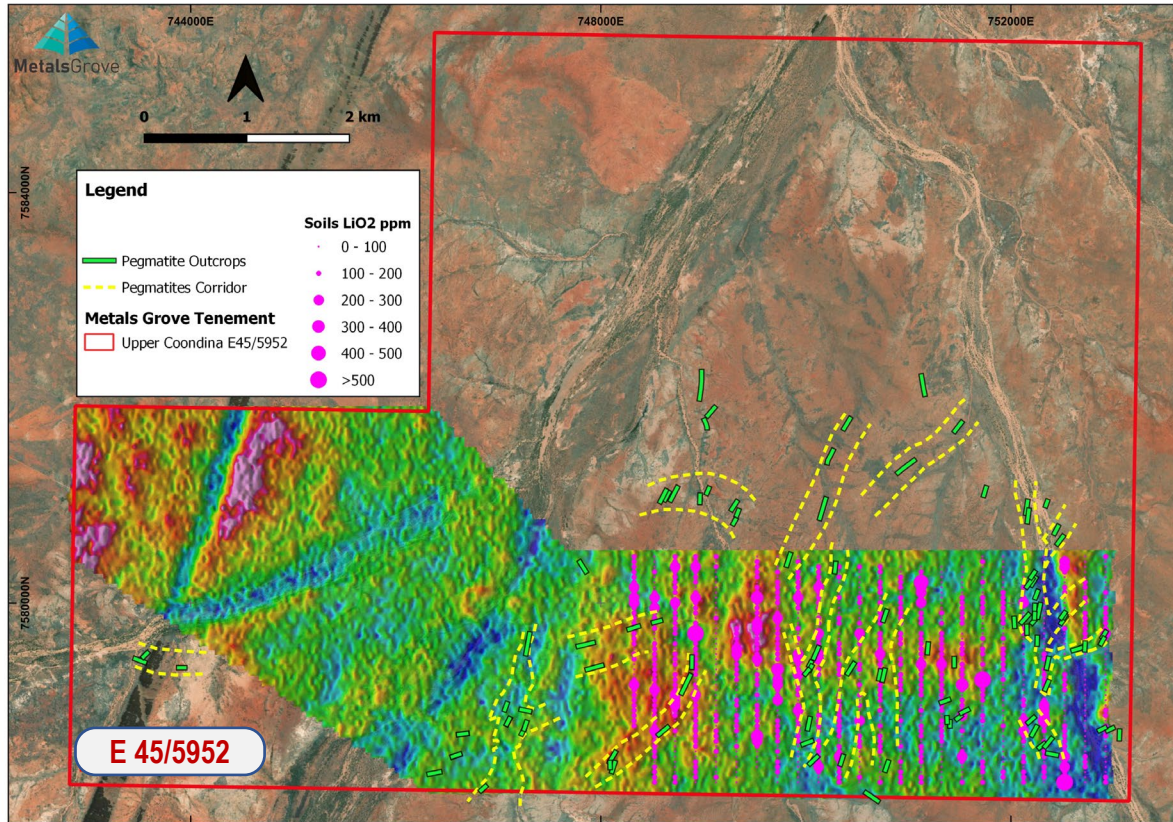 744000E
748000E
752000E
MetalsGrove
0 1 2 km
7584000N
Legend
Soils LiO2 ppm
0 - 100
100 - 200
200 - 300
300 - 400
400 - 500
>500
Pegmatite Outcrops
Pegmatites Corridor
Metals Grove Tenement
Upper Coondina E45/5952
7580000N
E 45/5952